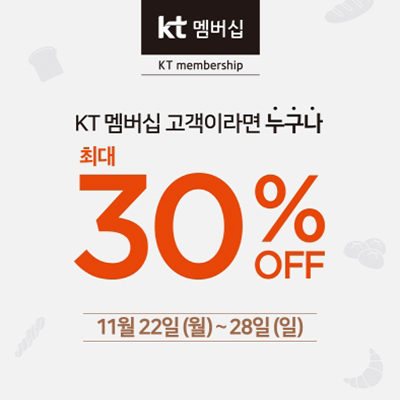 kt 멤버십
KT membership
KT 멤버십 고객이라면 누구나
최대
30%
OFF
11월 22일 (월) ~ 28일 (일)